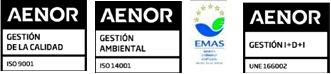 AENOR
GESTIÓN
DE LA CALIDAD
ISO 9001
AENOR
GESTIÓN
AMBIENTAL
ISO 14001
EMAS
AENOR
GESTIÓN I+D+I
UNE 166002